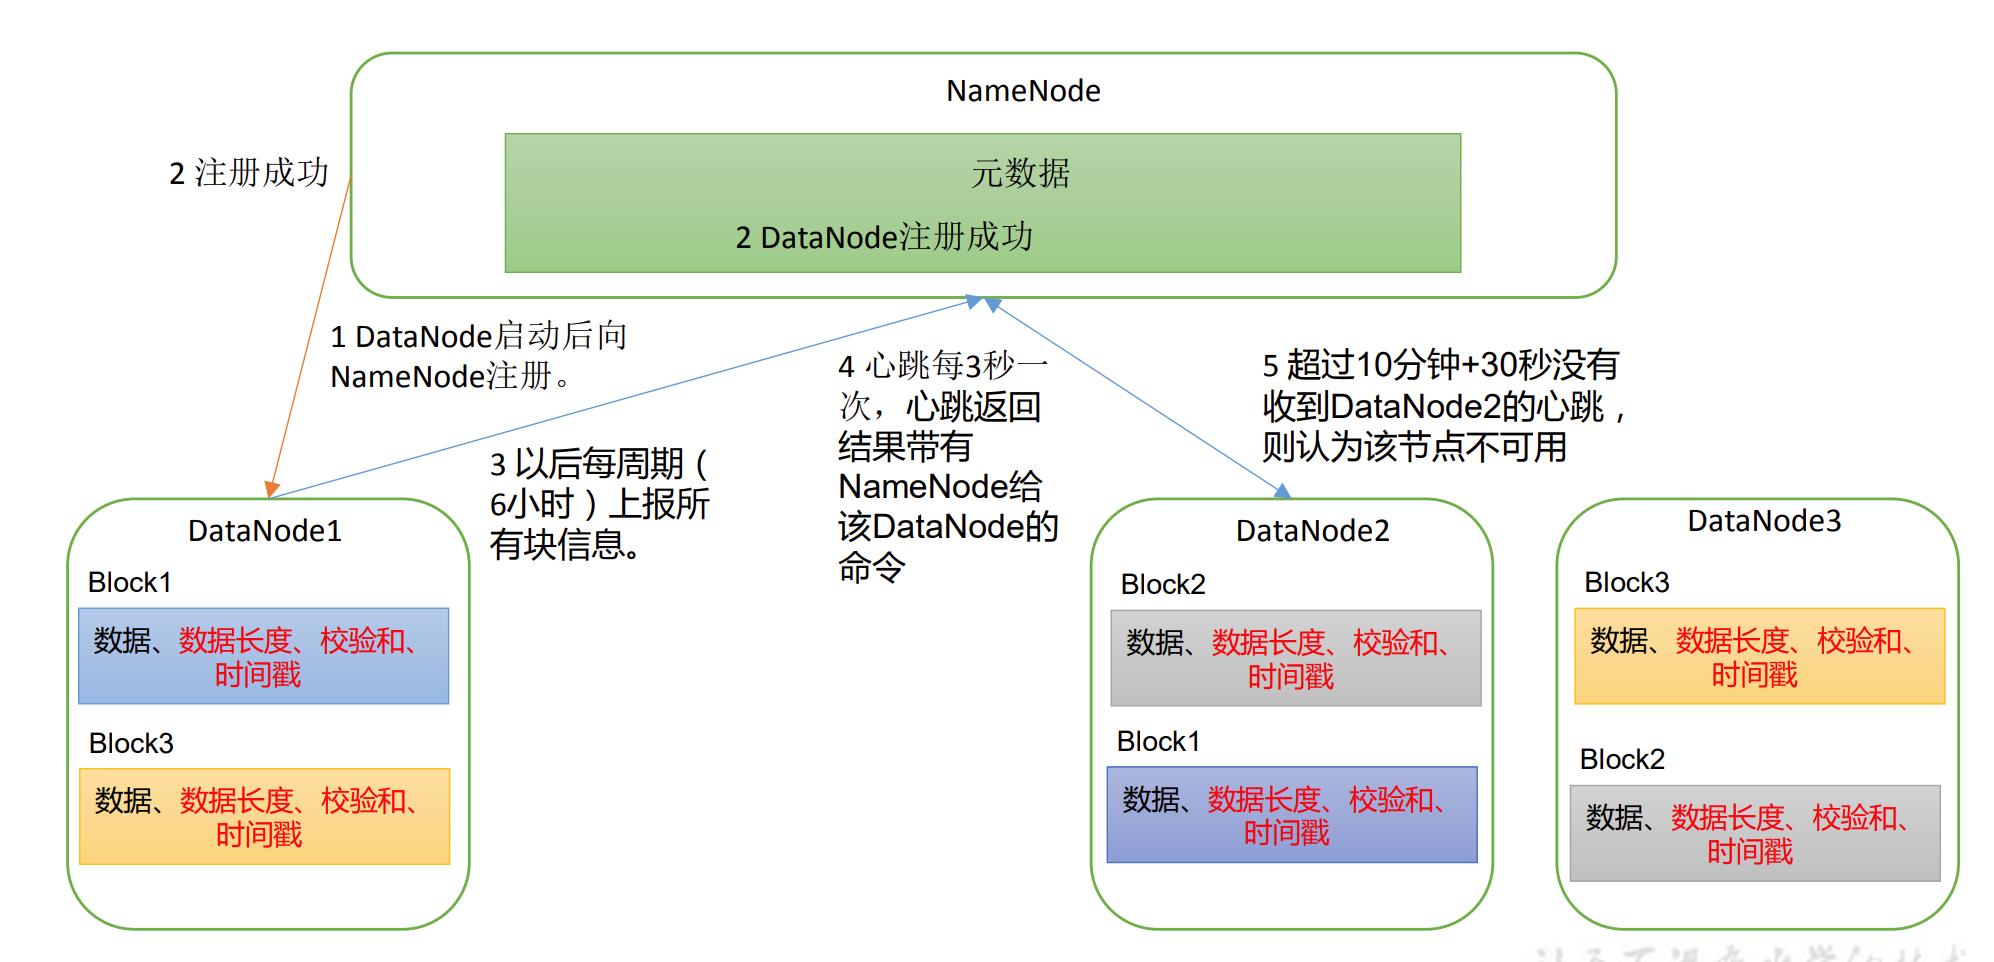 NameNode
元数据
2 DataNode注册成功
2 注册成功
1 DataNode启动后向
NameNode注册。
3 以后每周期（
6小时）上报所
有块信息。
4 心跳每3秒一
次，心跳返回
结果带有
NameNode给
该DataNode的
命令
5 超过10分钟+30秒没有
收到DataNode2的心跳，
则认为该节点不可用
DataNode1
Block1
数据、数据长度、校验和、
时间戳
Block3
数据、数据长度、校验和、
时间戳
DataNode2
Block2
数据、数据长度、校验和、
时间戳
Block1
数据、数据长度、校验和、
时间戳
DataNode3
Block3
数据、数据长度、校验和、
时间戳
Block2
数据、数据长度、校验和、
时间戳